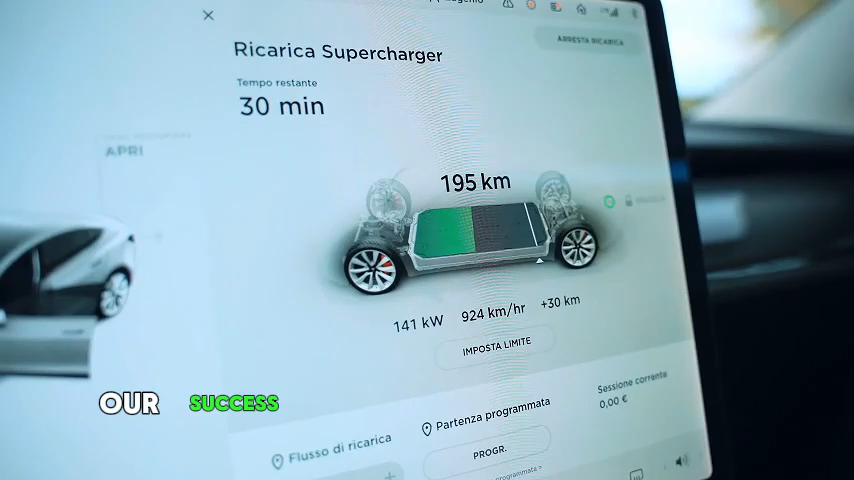 Ricarica Supercharger
ARRESTA RICARICA
Tempo restante
30 min
APRI
195 km
141 kW
924 km/hr
+30 km
IMPOSTA LIMITE
OUR SUCCESS
Sessione corrente
0,00 €
Partenza programmata
Flusso di ricarica
PROGR.
programmata >